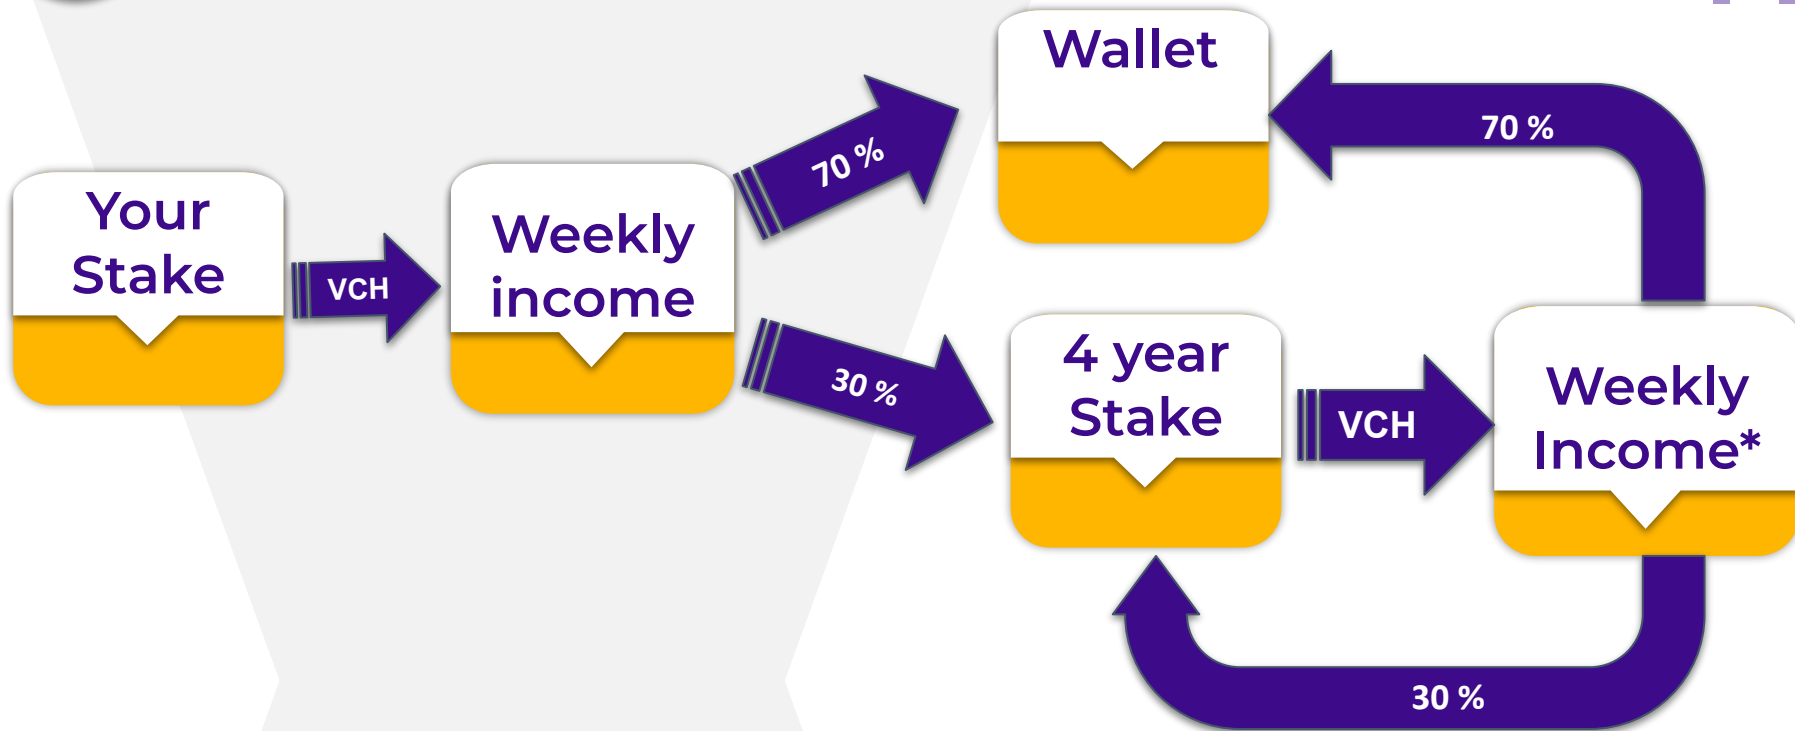 Your
Stake
VCH
Weekly
income
70 %
30 %
Wallet
4 year
Stake
VCH
Weekly
Income*
70 %
30 %